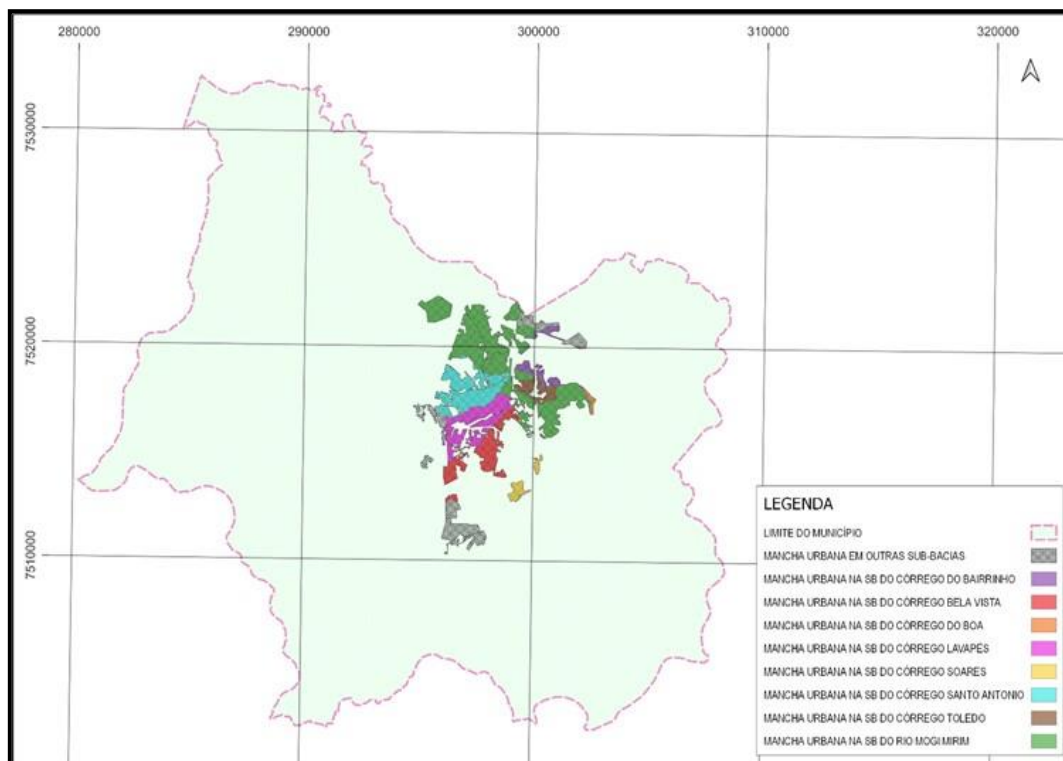 280000
290000
300000
310000
320000
7530000
7520000
7510000
LEGENDA
LIMITE DO MUNICÍPIO
MANCHA URBANA EM OUTRAS SUB-BACIAS
MANCHA URBANA NA SB DO CÓRREGO DO BAIRRINHO
MANCHA URBANA NA SB DO CÓRREGO BELA VISTA
MANCHA URBANA NA SB DO CÓRREGO DO BOA
MANCHA URBANA NA SB DO CÓRREGO LAVAPÉS
MANCHA URBANA NA SB DO CÓRREGO SOARES
MANCHA URBANA NA SB DO CÓRREGO SANTO ANTONIO
MANCHA URBANA NA SB DO CÓRREGO TOLEDO
MANCHA URBANA NA SB DO RIO MOGI MIRIM